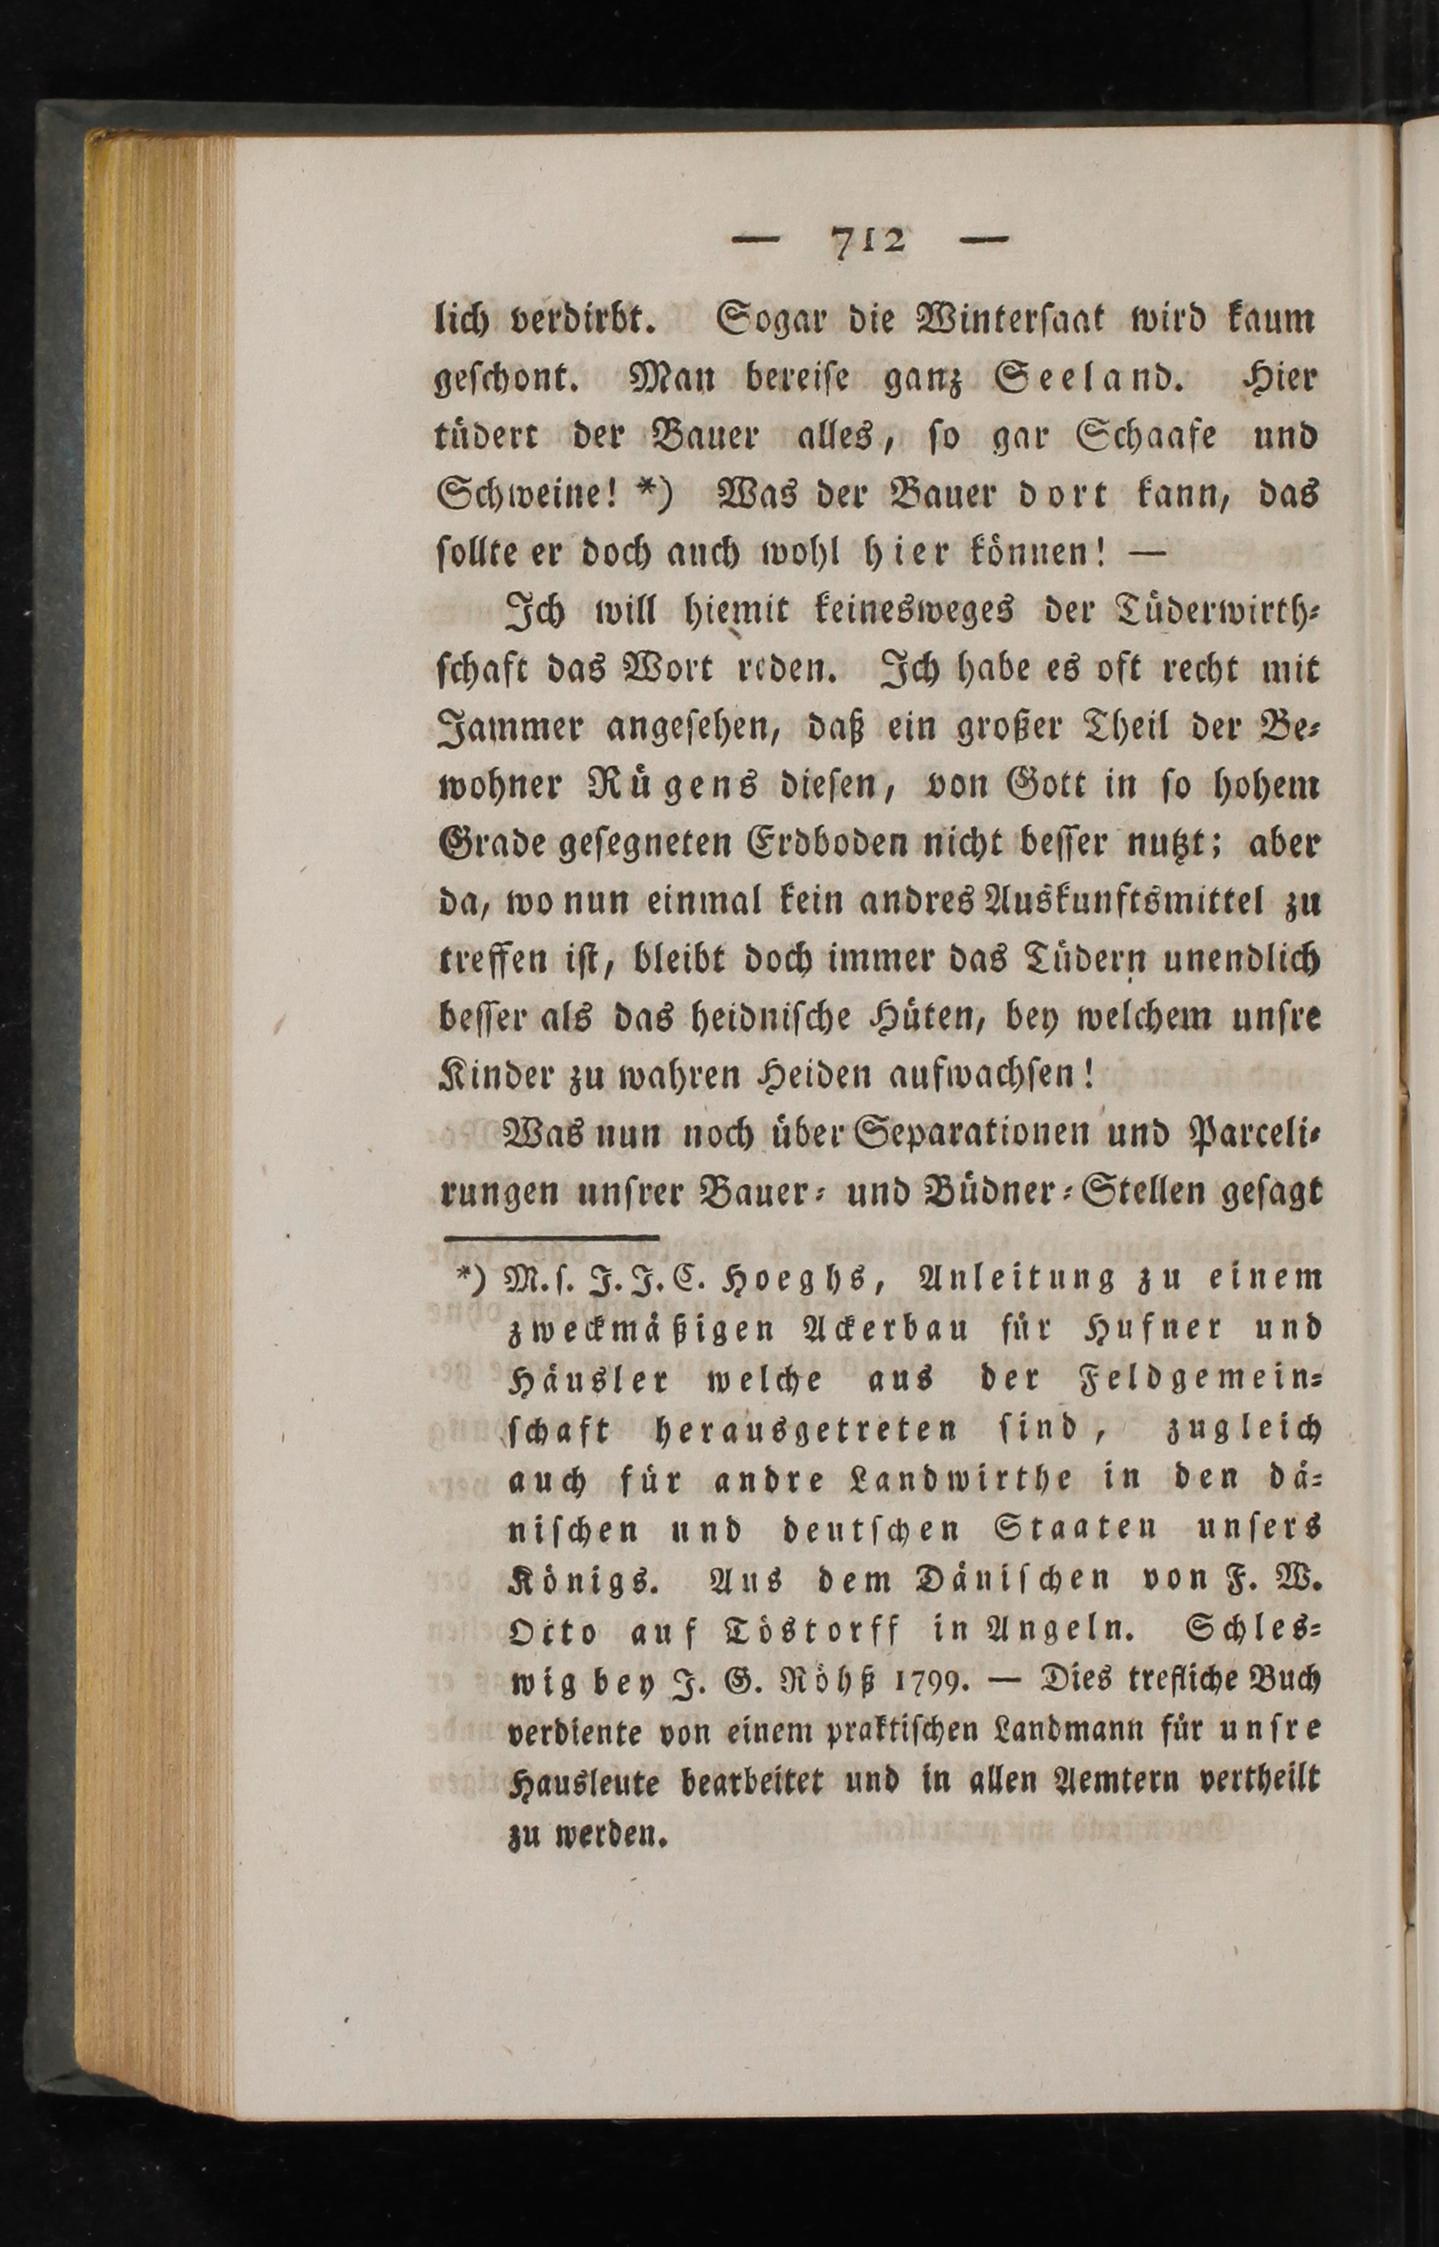 — 712 —
lich verdirbt. Sogar die Winterſaat wird kaum
geſchont. Man bereiſe ganz Seeland. Hier
tüdert der Bauer alles, ſo gar Schaafe und
Schweine! *) Was der Bauer dort kann, das
ſollte er doch auch wohl hier können! —
Ich will hiemit keinesweges der Tüderwirth⸗
ſchaft das Wort reden. Ich habe es oft recht mit
Jammer angeſehen, daß ein großer Theil der Be⸗
wohner Rügens dieſen, von Gott in ſo hohem
Grade geſegneten Erdboden nicht beſſer nutzt; aber
da, wo nun einmal kein andres Auskunftsmittel zu
treffen iſt, bleibt doch immer das Tüdern unendlich
beſſer als das heidniſche Hüten, bey welchem unſre
Kinder zu wahren Heiden aufwachſen!
Was nun noch über Separationen und Parceli⸗
rungen unſrer Bauer⸗ und Büdner⸗Stellen geſagt
*) M. ſ. J. J. C. Hoeghs, Anleitung zu einem
zweckmäßigen Ackerbau für Hufner und
Häusler welche aus der Feldgemein⸗
ſchaft herausgetreten ſind, zugleich
auch für andre Landwirthe in den dä⸗
niſchen und deutſchen Staaten unſers
Königs. Aus dem Däniſchen von F. W.
Otto auf Töstorff in Angeln. Schles⸗
wig bey J. G. Röhß 1799. — Dies trefliche Buch
verdiente von einem praktiſchen Landmann für unſre
Hausleute bearbeitet und in allen Aemtern vertheilt
zu werden.